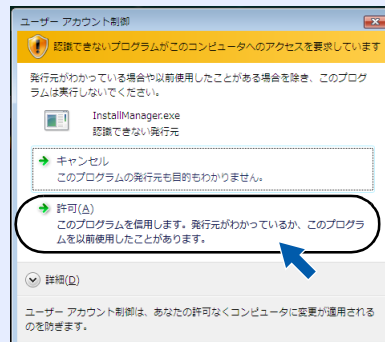 ユーザー アカウント制御
認識できないプログラムがこのコンピュータへのアクセスを要求しています
発行元がわかっている場合や以前使用したことがある場合を除き、このプログ
ラムは実行しないでください。
InstallManager.exe
認識できない発行元
キャンセル
このプログラムの発行元も目的もわかりません。
許可(A)
このプログラムを信用します。発行元がわかっているか、このプログラ
ムを以前使用したことがあります。
詳細(D)
ユーザー アカウント制御は、あなたの許可なくコンピュータに変更が適用される
のを防ぎます。